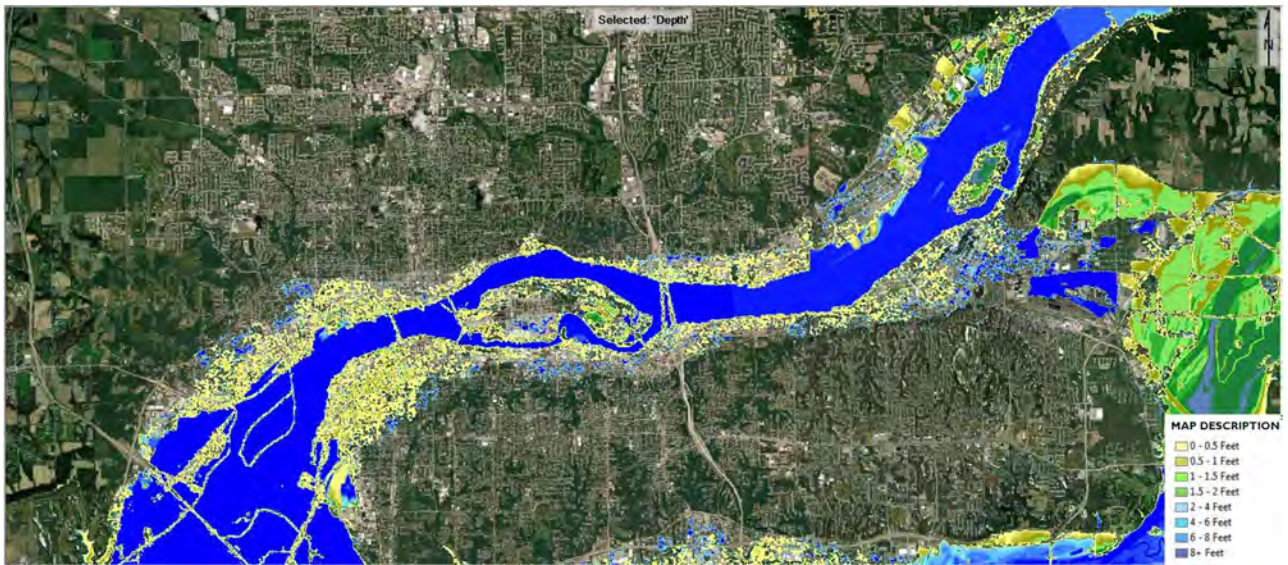 Selected: 'Depth'
N
MAP DESCRIPTION
0 - 0.5 Feet
0.5 - 1 Feet
1 - 1.5 Feet
1.5 - 2 Feet
2 - 4 Feet
4 - 6 Feet
6 - 8 Feet
8+ Feet